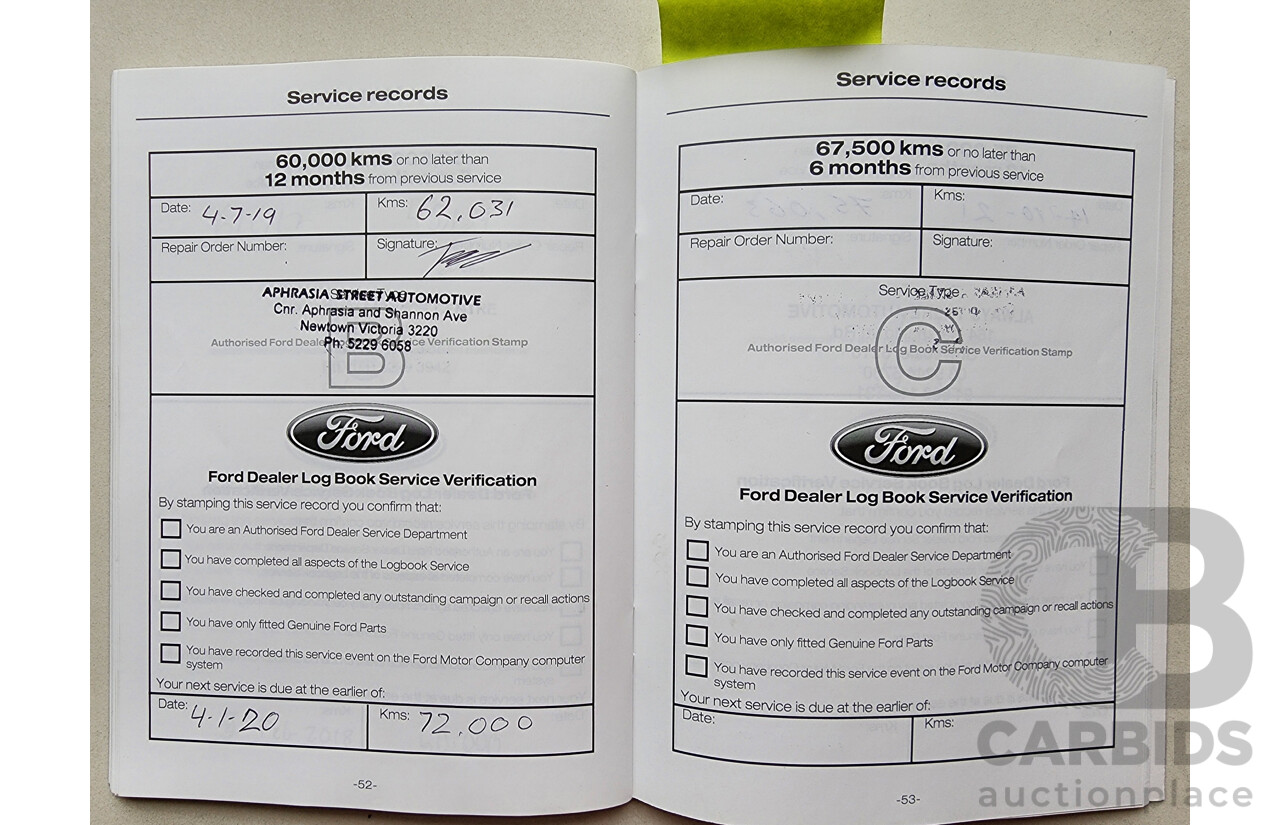 Service records
60,000 kms or no later than
12 months from previous service
Date: 4-7-19
Kms: 62,031
Repair Order Number:
Signature:
APHRASIA STREET AUTOMOTIVE
Cnr. Aphrasia and Shannon Ave
Newtown Victoria 3220
Ph: 5229 6058
Authorised Ford Dealer Log Book Service Verification Stamp
B
Ford
Ford Dealer Log Book Service Verification
By stamping this service record you confirm that:
You are an Authorised Ford Dealer Service Department
You have completed all aspects of the Logbook Service
You have checked and completed any outstanding campaign or recall actions
You have only fitted Genuine Ford Parts
You have recorded this service event on the Ford Motor Company computer
system
Your next service is due at the earlier of:
Date: 4-1-20
Kms: 72,000
-52-
Service records
67,500 kms or no later than
6 months from previous service
Date:
Kms:
Repair Order Number:
Signature:
Service Type
C
Authorised Ford Dealer Log Book Service Verification Stamp
Ford
Ford Dealer Log Book Service Verification
By stamping this service record you confirm that:
You are an Authorised Ford Dealer Service Department
You have completed all aspects of the Logbook Service
You have checked and completed any outstanding campaign or recall actions
You have only fitted Genuine Ford Parts
You have recorded this service event on the Ford Motor Company computer
system
Your next service is due at the earlier of:
Date:
Kms:
-53-
CB
CARBIDS
auctionplace